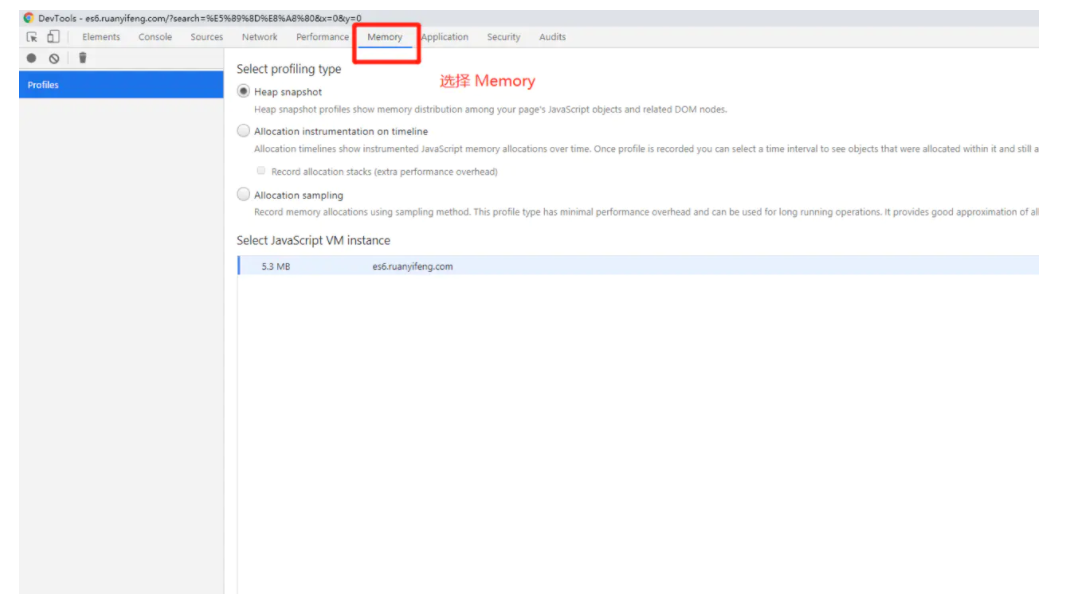 DevTools - es6.ruanyifeng.com/?search=%E5%89%8D%E8%A8%80&x=0&y=0
Elements Console Sources Network Performance Memory Application Security Audits
Profiles
Select profiling type
选择 Memory
Heap snapshot
Heap snapshot profiles show memory distribution among your page's JavaScript objects and related DOM nodes.
Allocation instrumentation on timeline
Allocation timelines show instrumented JavaScript memory allocations over time. Once profile is recorded you can select a time interval to see objects that were allocated within it and still a
Record allocation stacks (extra performance overhead)
Allocation sampling
Record memory allocations using sampling method. This profile type has minimal performance overhead and can be used for long running operations. It provides good approximation of al
Select JavaScript VM instance
5.3 MB es6.ruanyifeng.com